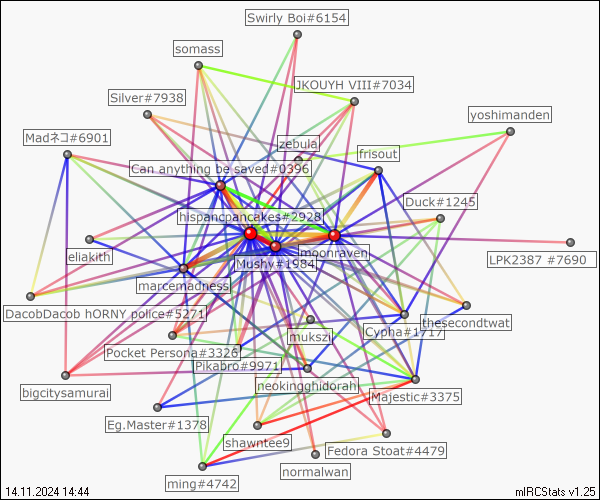 Swirly Boi#6154
somass
JKOUYH VIII#7034
Silver#7938
yoshimanden
Madネコ#6901
zebula
frisout
Can anything be saved#0396
Duck#1245
hispanicpancakes#2928
moonraven
eliakith
Mushy#1984
LPK2387 #7690
marcemadness
DacobDacob hORNY police#5271
thesecondtwat
Cypha#1717
mukszi
Pocket Persona#3326
Pikabro#9971
neokingghidorah
bigcitysamurai
Majestic#3375
Eg.Master#1378
shawntee9
Fedora Stoat#4479
normalwan
ming#4742
14.11.2024 14:44
mIRCStats v1.25